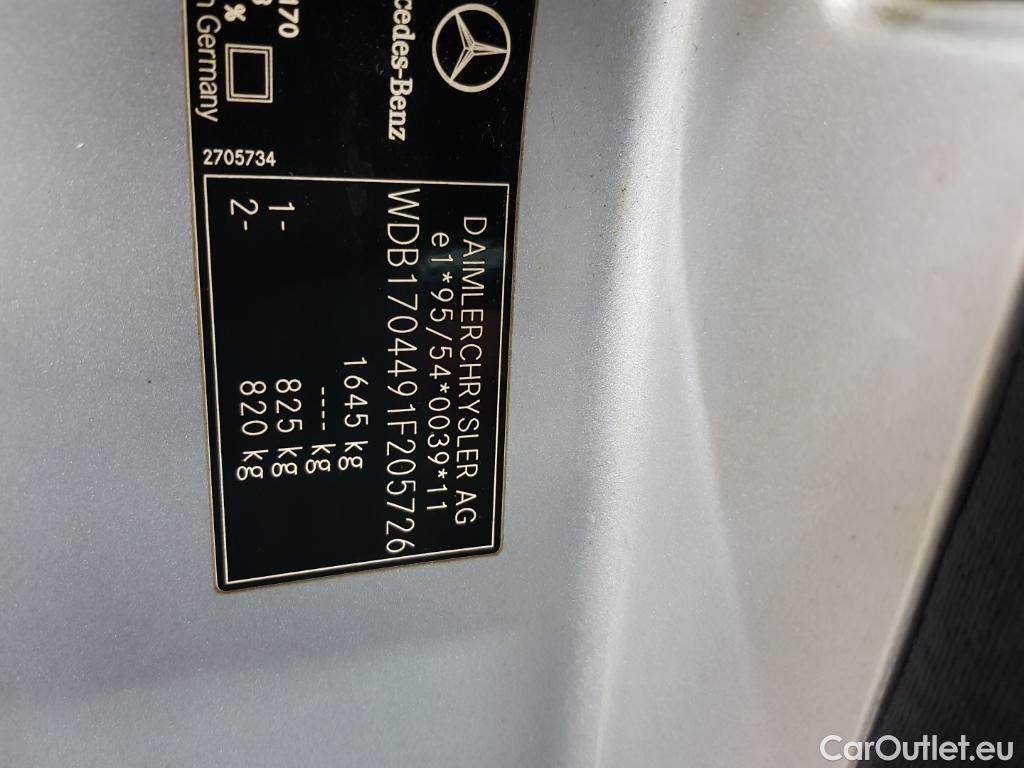 Mercedes-Benz
170
%
Germany
2705734
DAIMLERCHRYSLER AG
e1*95/54*0039*11
WDB1704491F205726
1645 kg
---- kg
1- 825 kg
2- 820 kg
CarOutlet.eu